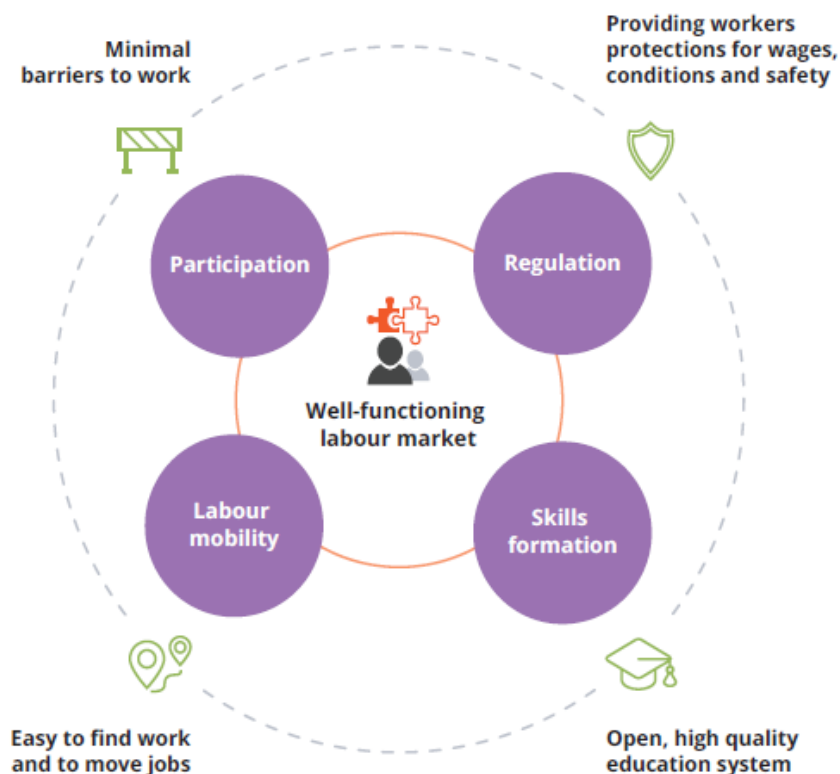 Minimal
barriers to work
Providing workers
protections for wages,
conditions and safety
Participation
Regulation
Well-functioning
labour market
Labour
mobility
Skills
formation
Easy to find work
and to move jobs
Open, high quality
education system